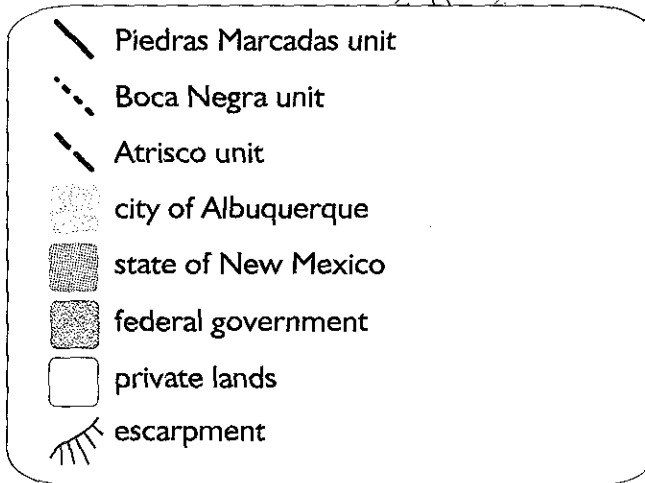 Piedras Marcadas unit
Boca Negra unit
Atrisco unit
city of Albuquerque
state of New Mexico
federal government
private lands
escarpment